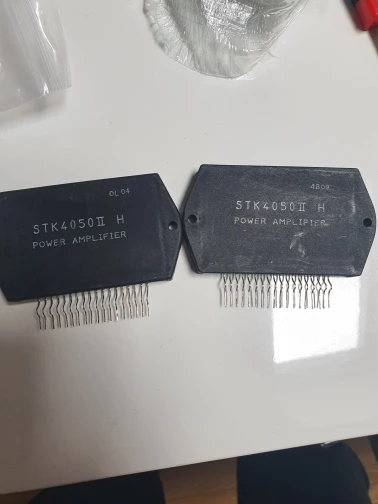 OL04
STK4050II H
POWER AMPLIFIER
4808
STK4050II H
POWER AMPLIFIER